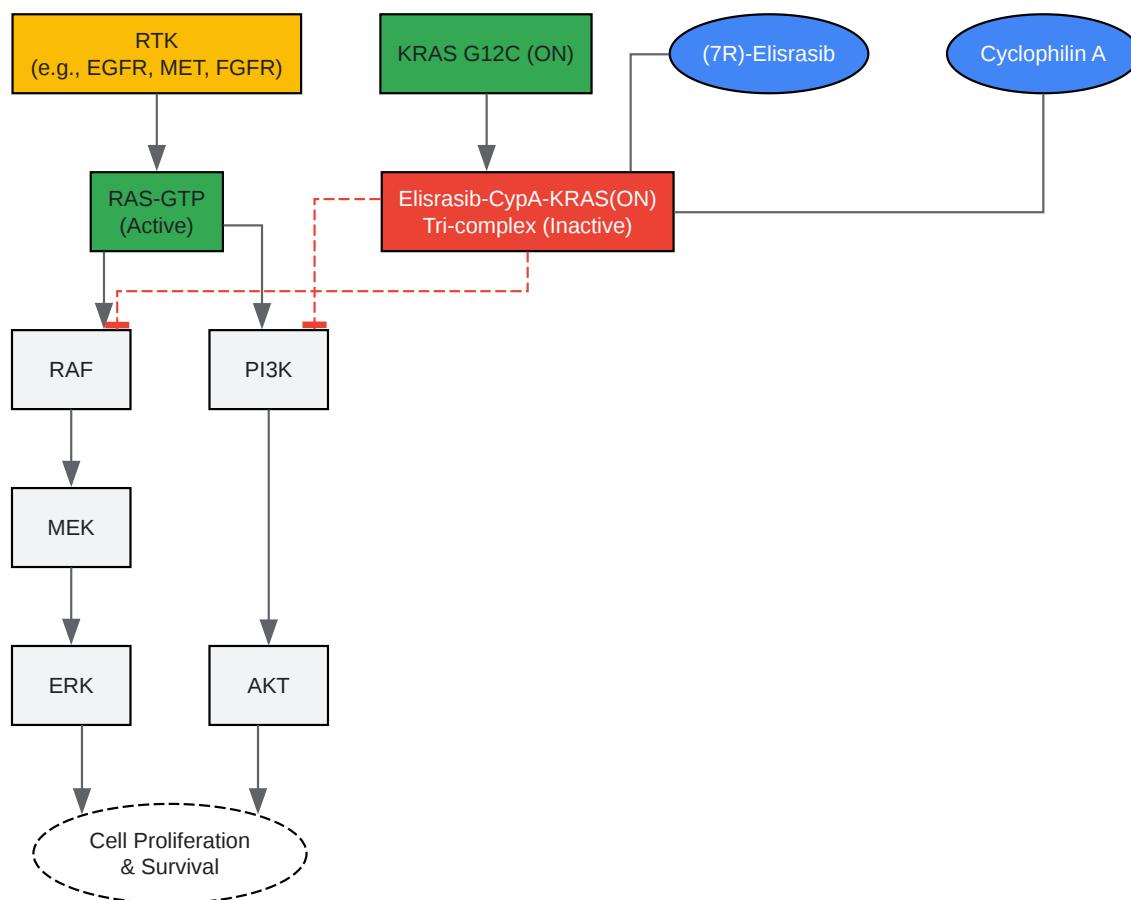 RTK
(e.g., EGFR, MET, FGFR)
KRAS G12C (ON)
(7R)-Elisrasib
Cyclophilin A
RAS-GTP
(Active)
Elisrasib-CypA-KRAS(ON)
Tri-complex (Inactive)
RAF
PI3K
MEK
ERK
AKT
Cell Proliferation
& Survival